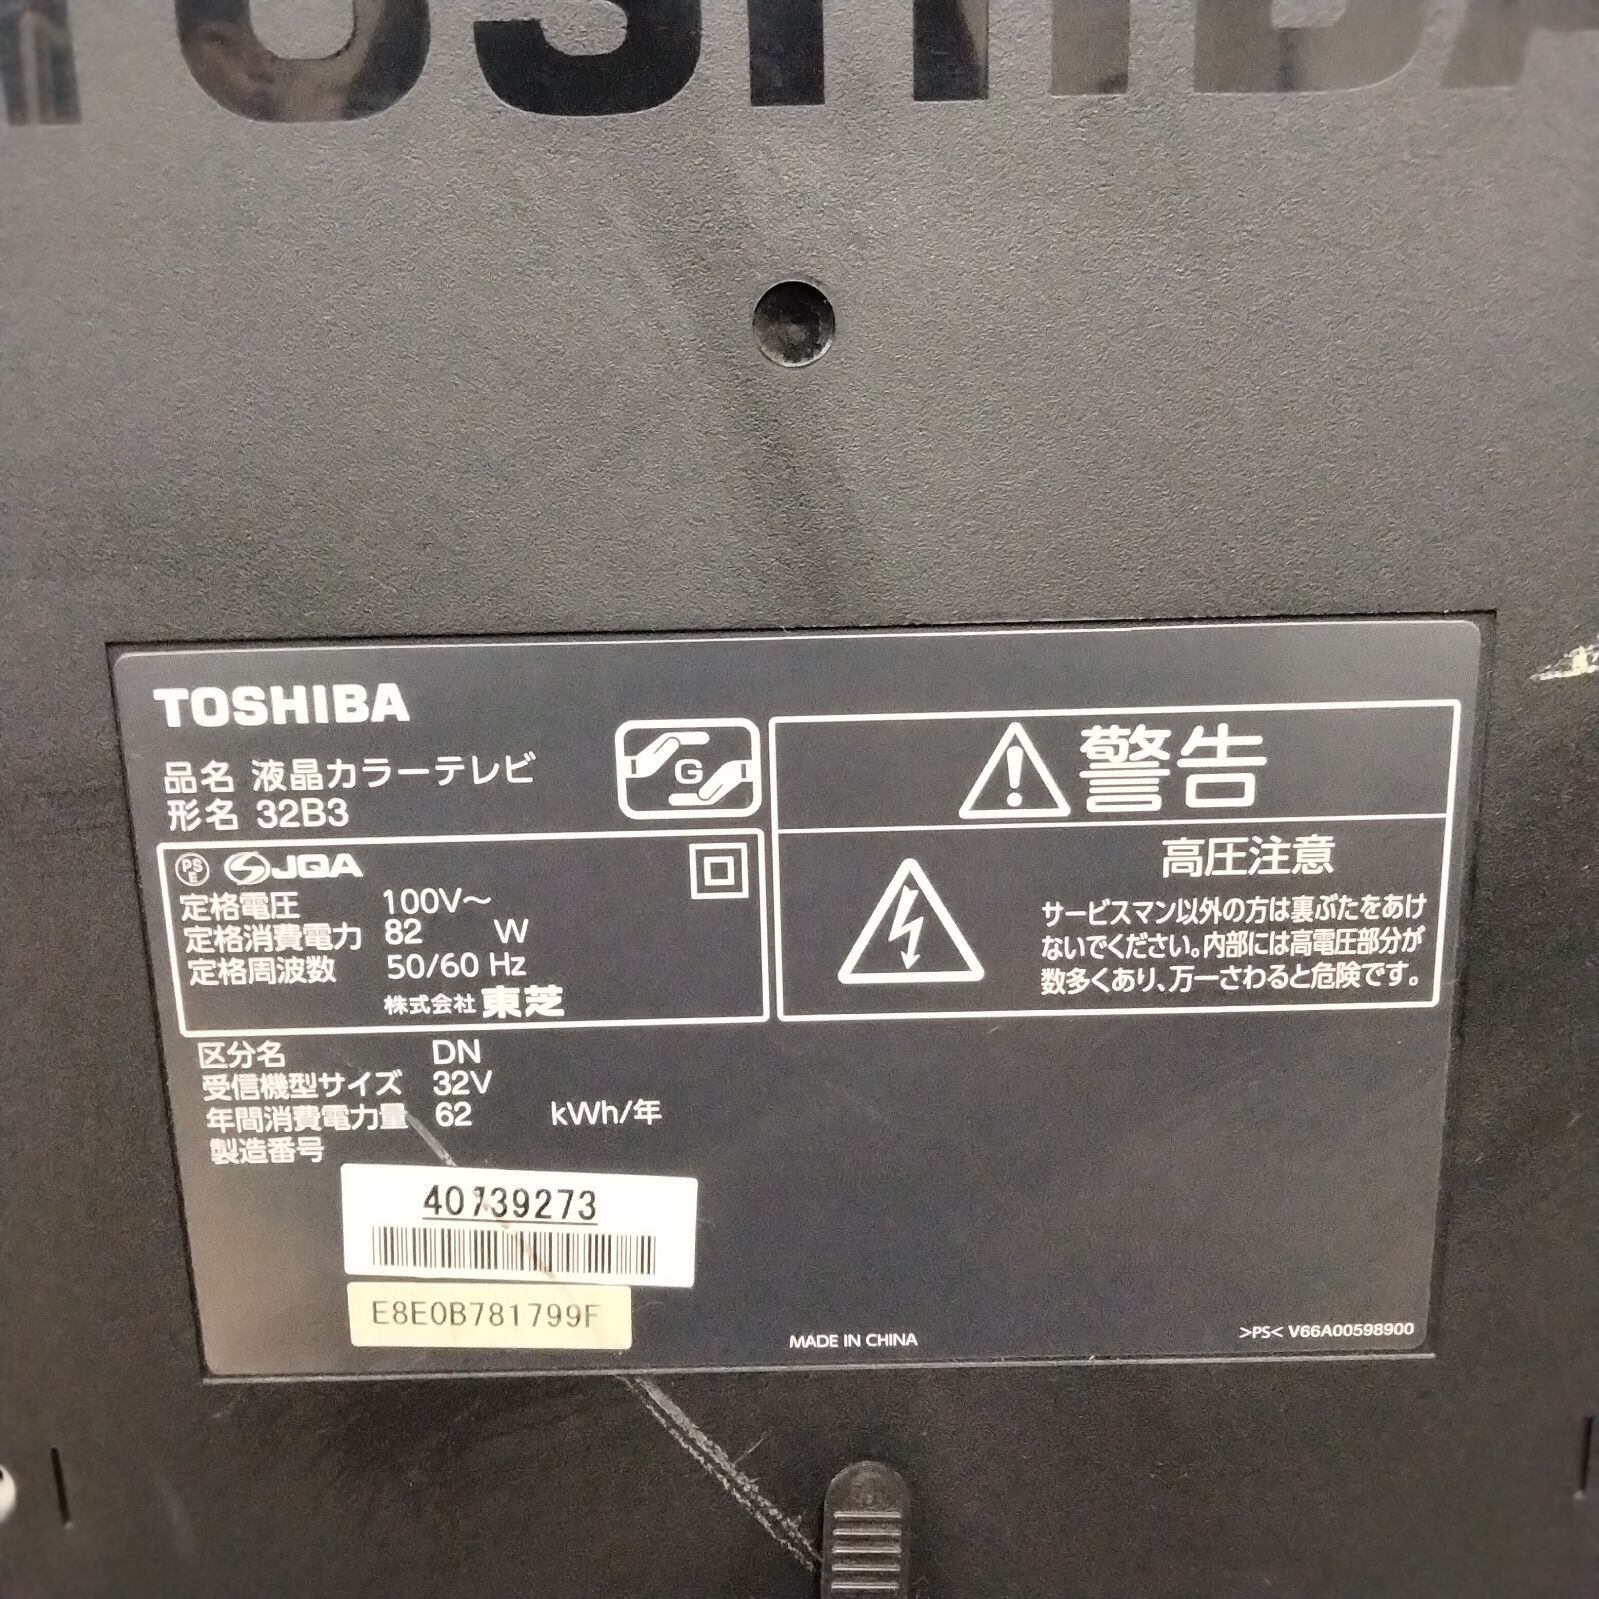 TOSHIBA
TOSHIBA
品名 液晶カラーテレビ
形名 32B3
G
PS
E
JQA
定格電圧 100V～
定格消費電力 82 W
定格周波数 50/60 Hz
株式会社 東芝
区分名 DN
受信機型サイズ 32V
年間消費電力量 62 kWh/年
製造番号
40739273
E8E0B781799F
警告
高圧注意
サービスマン以外の方は裏ぶたをあけ
ないでください。内部には高電圧部分が
数多くあり、万一さわると危険です。
MADE IN CHINA
>PS< V66A00598900